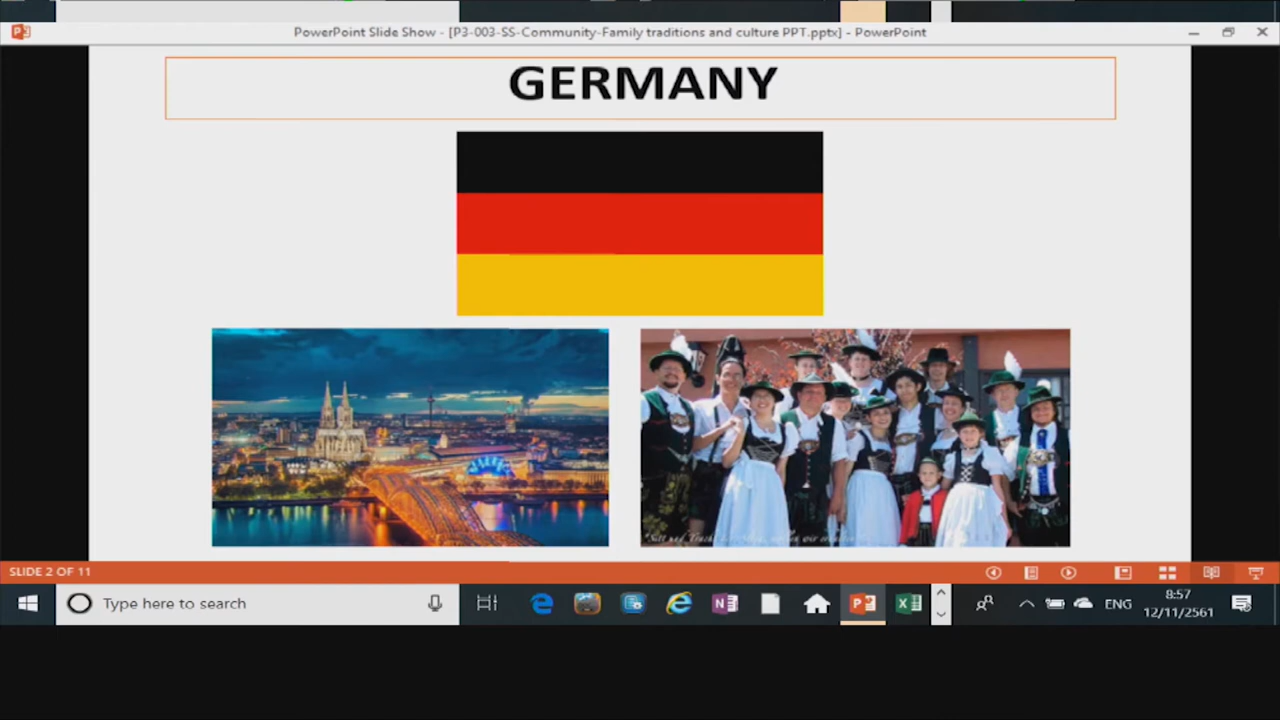 PowerPoint Slide Show - [P3-003-SS-Community-Family traditions and culture PPT.pptx] - PowerPoint
GERMANY
SLIDE 2 OF 11
Type here to search
ENG
8:57
12/11/2561